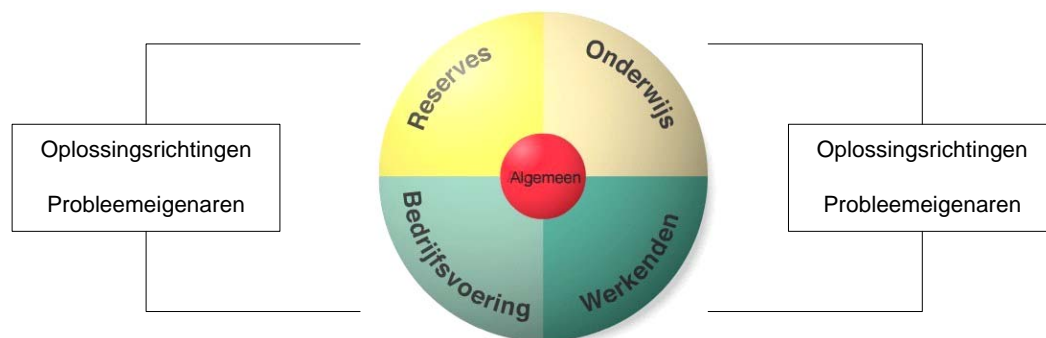 Oplossingsrichtingen
Probleemeigenaren
Reserves
Onderwijs
Algemeen
Bedrijfsvoering
Werkenden
Oplossingsrichtingen
Probleemeigenaren